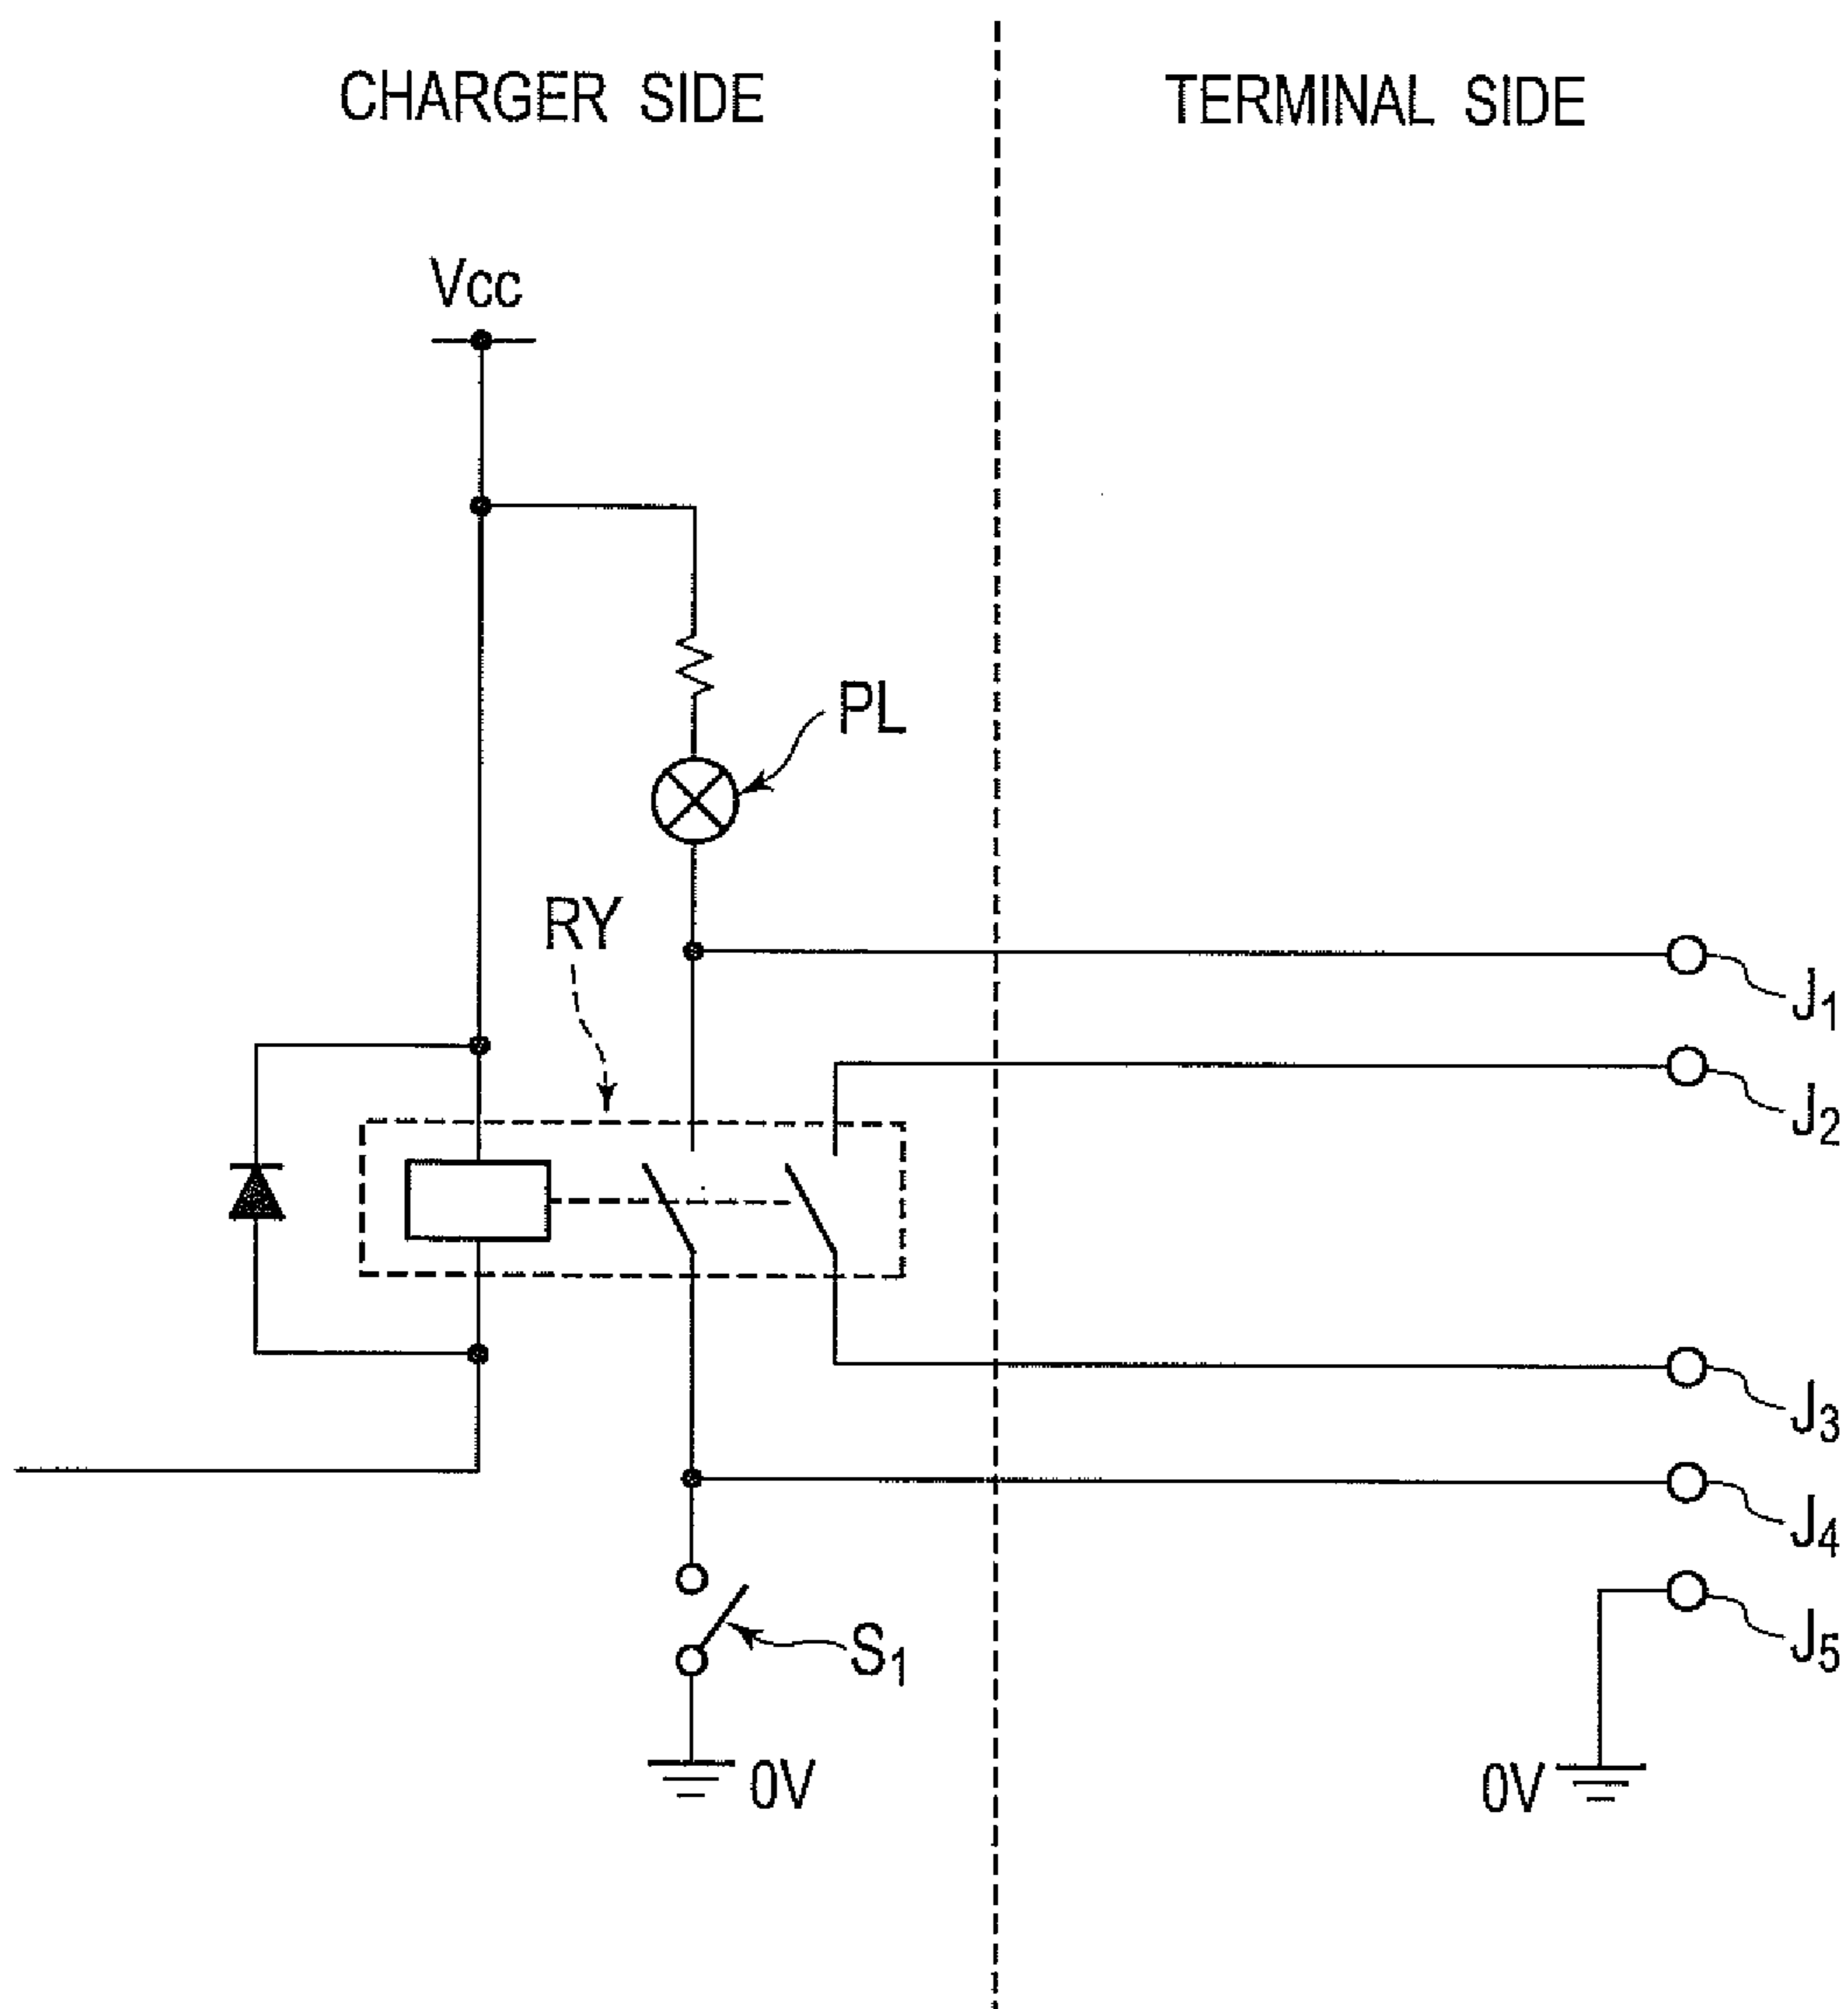 CHARGER SIDE
TERMINAL SIDE
Vcc
PL
RY
J1
J2
J3
J4
J5
S1
0V
0V